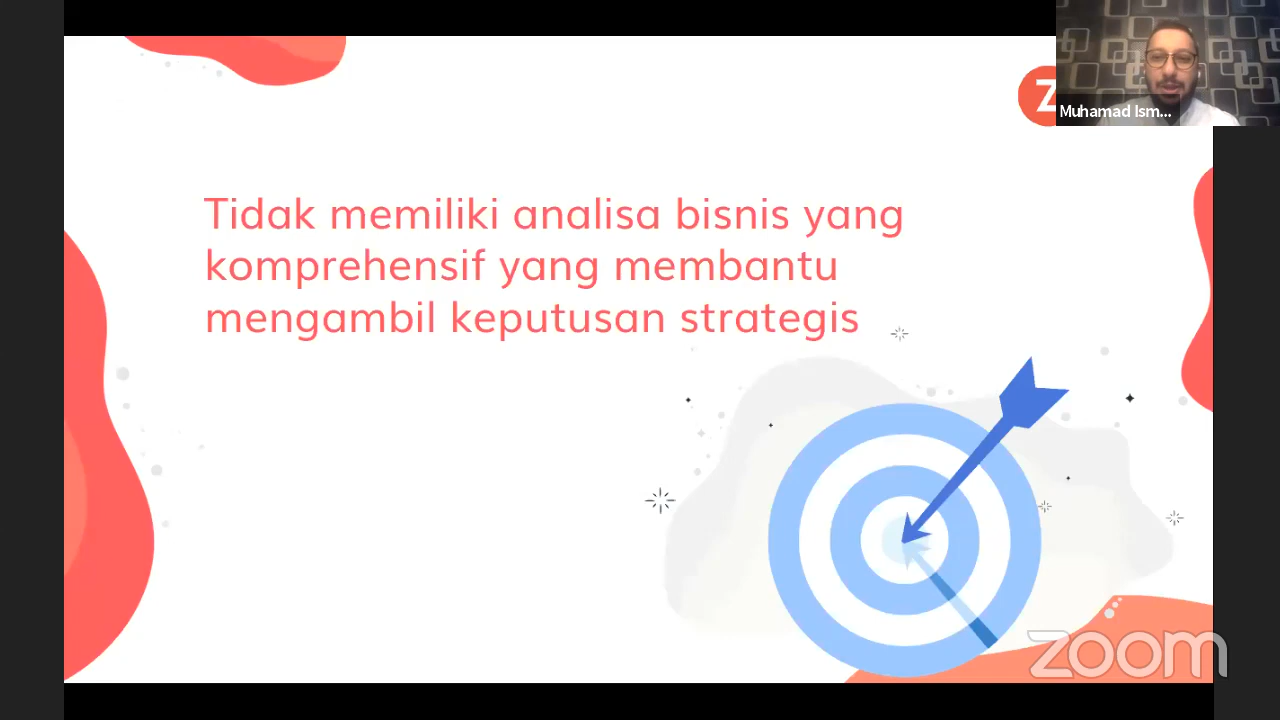 Z
Muhamad Ism...
Tidak memiliki analisa bisnis yang
komprehensif yang membantu
mengambil keputusan strategis
zoom